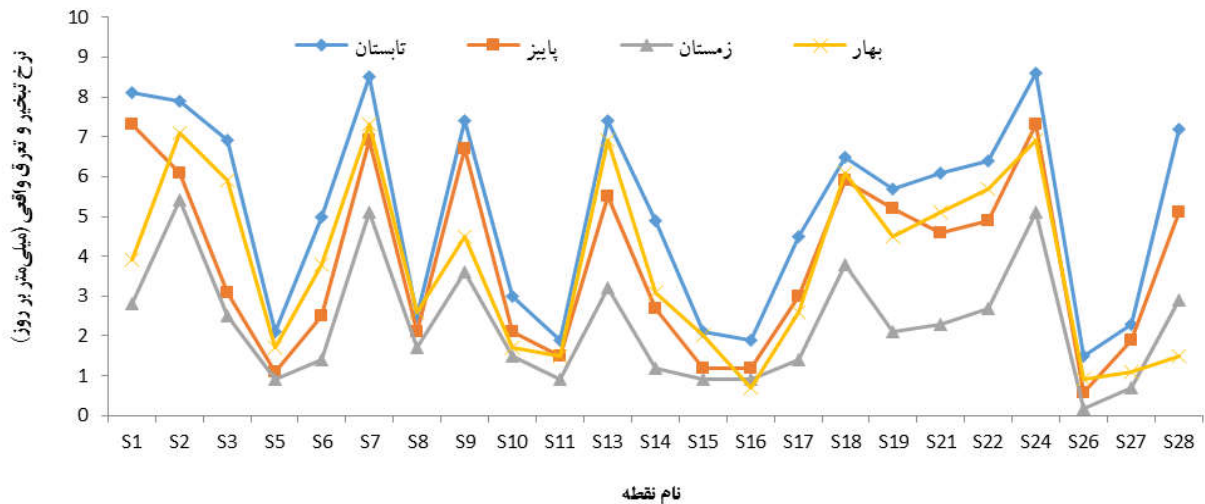 نرخ تبخیر و تعرق واقعی (میلی‌متر بر روز)
10
9
8
7
6
5
4
3
2
1
0
تابستان پاییز زمستان بهار
S1 S2 S3 S5 S6 S7 S8 S9 S10 S11 S13 S14 S15 S16 S17 S18 S19 S21 S22 S24 S26 S27 S28
نام نقطه